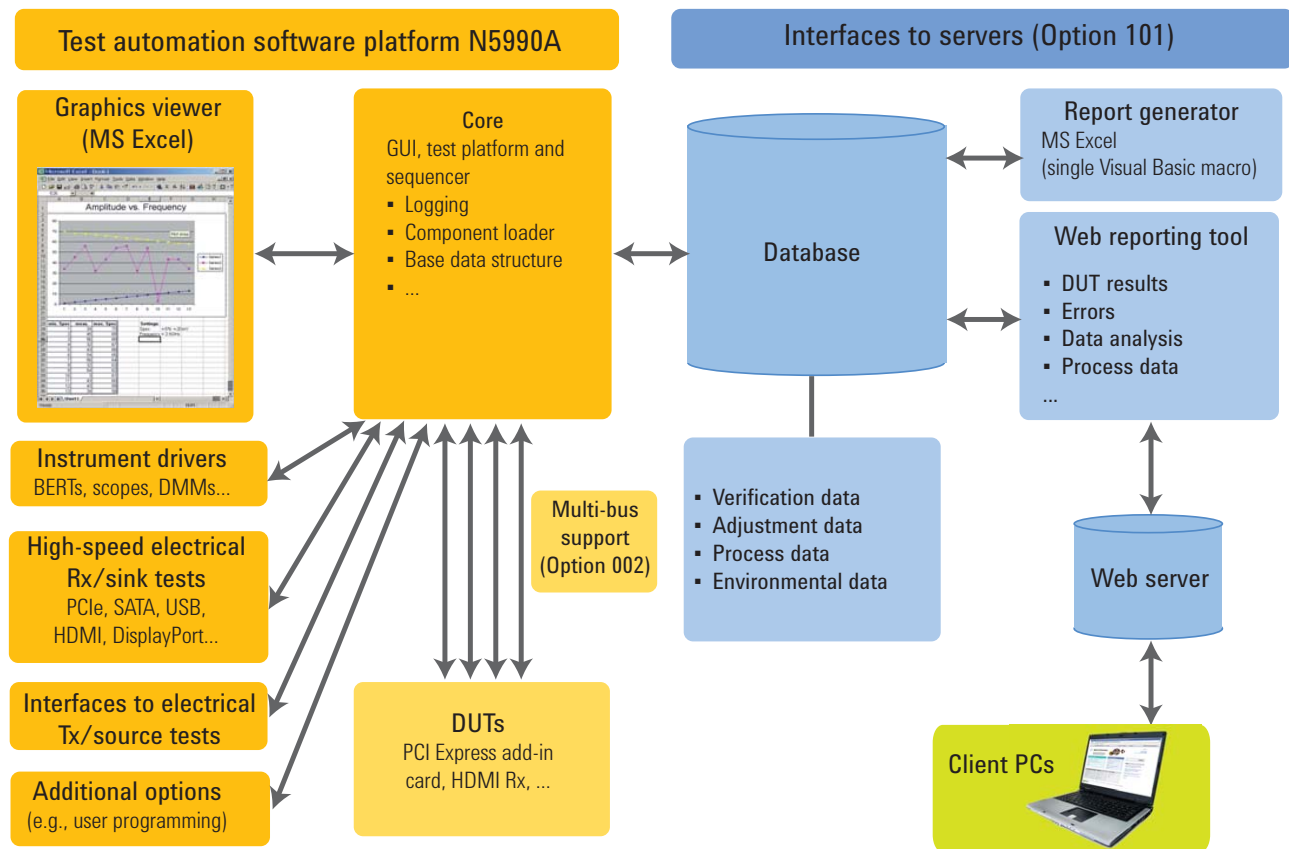 Test automation software platform N5990A
Interfaces to servers (Option 101)
Graphics viewer
(MS Excel)
Amplitude vs. Frequency
Core
GUI, test platform and
sequencer
▪ Logging
▪ Component loader
▪ Base data structure
▪ ...
Database
Report generator
MS Excel
(single Visual Basic macro)
Web reporting tool
▪ DUT results
▪ Errors
▪ Data analysis
▪ Process data
...
Instrument drivers
BERTs, scopes, DMMs...
High-speed electrical
Rx/sink tests
PCIe, SATA, USB,
HDMI, DisplayPort...
Interfaces to electrical
Tx/source tests
Additional options
(e.g., user programming)
Multi-bus
support
(Option 002)
DUTs
PCI Express add-in
card, HDMI Rx, ...
▪ Verification data
▪ Adjustment data
▪ Process data
▪ Environmental data
Web server
Client PCs